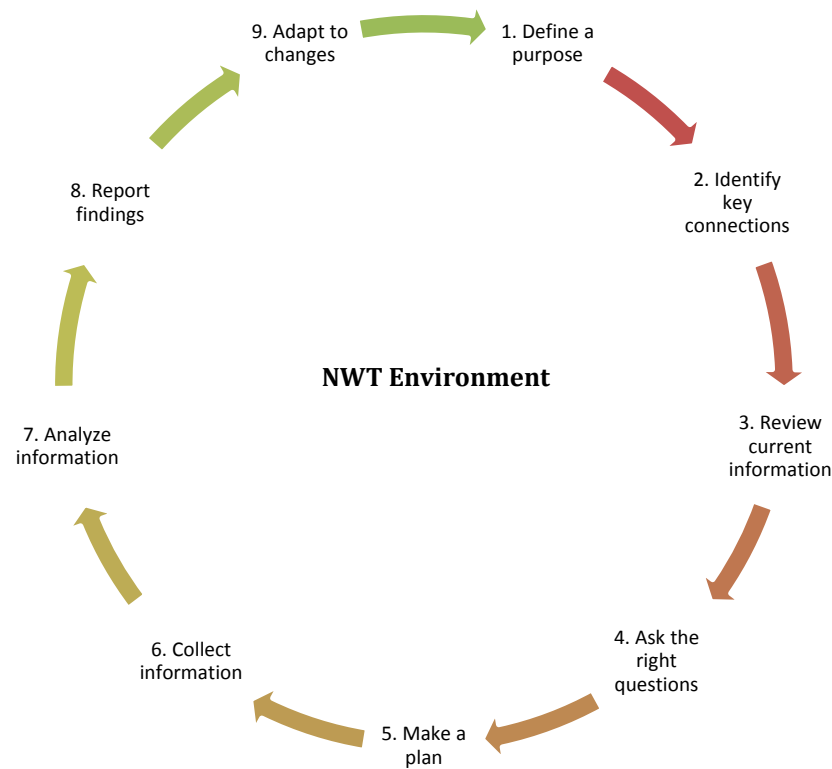 1. Define a
purpose
2. Identify
key
connections
3. Review
current
information
4. Ask the
right
questions
5. Make a
plan
6. Collect
information
7. Analyze
information
8. Report
findings
9. Adapt to
changes
NWT Environment